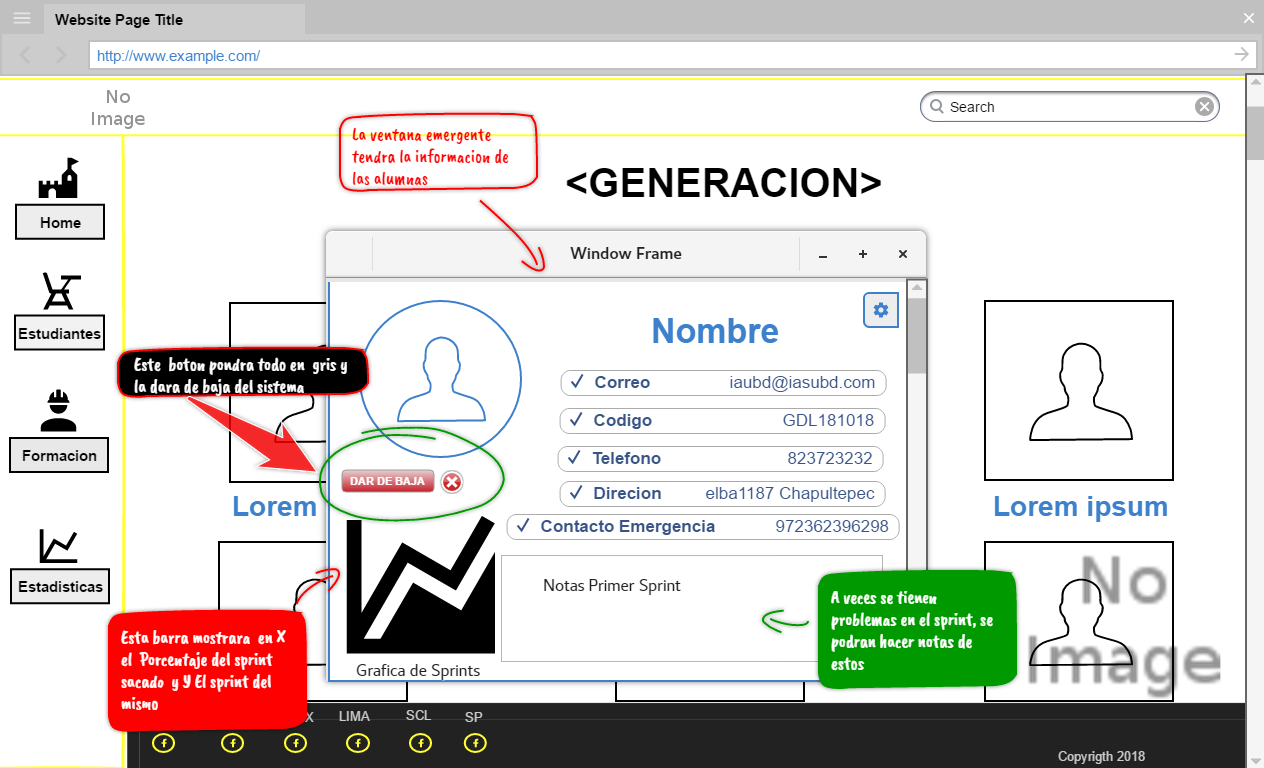 Website Page Title
http://www.example.com/
No
Image
Search
La ventana emergente
tendra la informacion de
las alumnas
<GENERACION>
Home
Window Frame
Estudiantes
Nombre
Este boton pondra todo en gris y
la dara de baja del sistema
Correo iaubd@iasubd.com
Codigo GDL181018
Telefono 823723232
Direcion elba1187 Chapultepec
Contacto Emergencia 972362396298
Formacion
DAR DE BAJA
Lorem
Lorem ipsum
Estadisticas
Notas Primer Sprint
No
Image
A veces se tienen
problemas en el sprint, se
podran hacer notas de
estos
Esta barra mostrara en X
el Porcentaje del sprint
sacado y Y El sprint del
mismo
Grafica de Sprints
X LIMA SCL SP
Copyrigth 2018